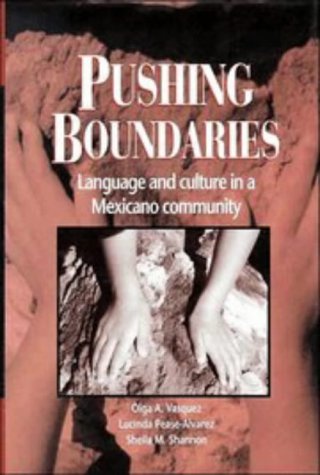 PUSHING
BOUNDARIES
Language and culture in a
Mexicano community
Olga A. Vasquez
Lucinda Pease-Alvarez
Sheila M. Shannon